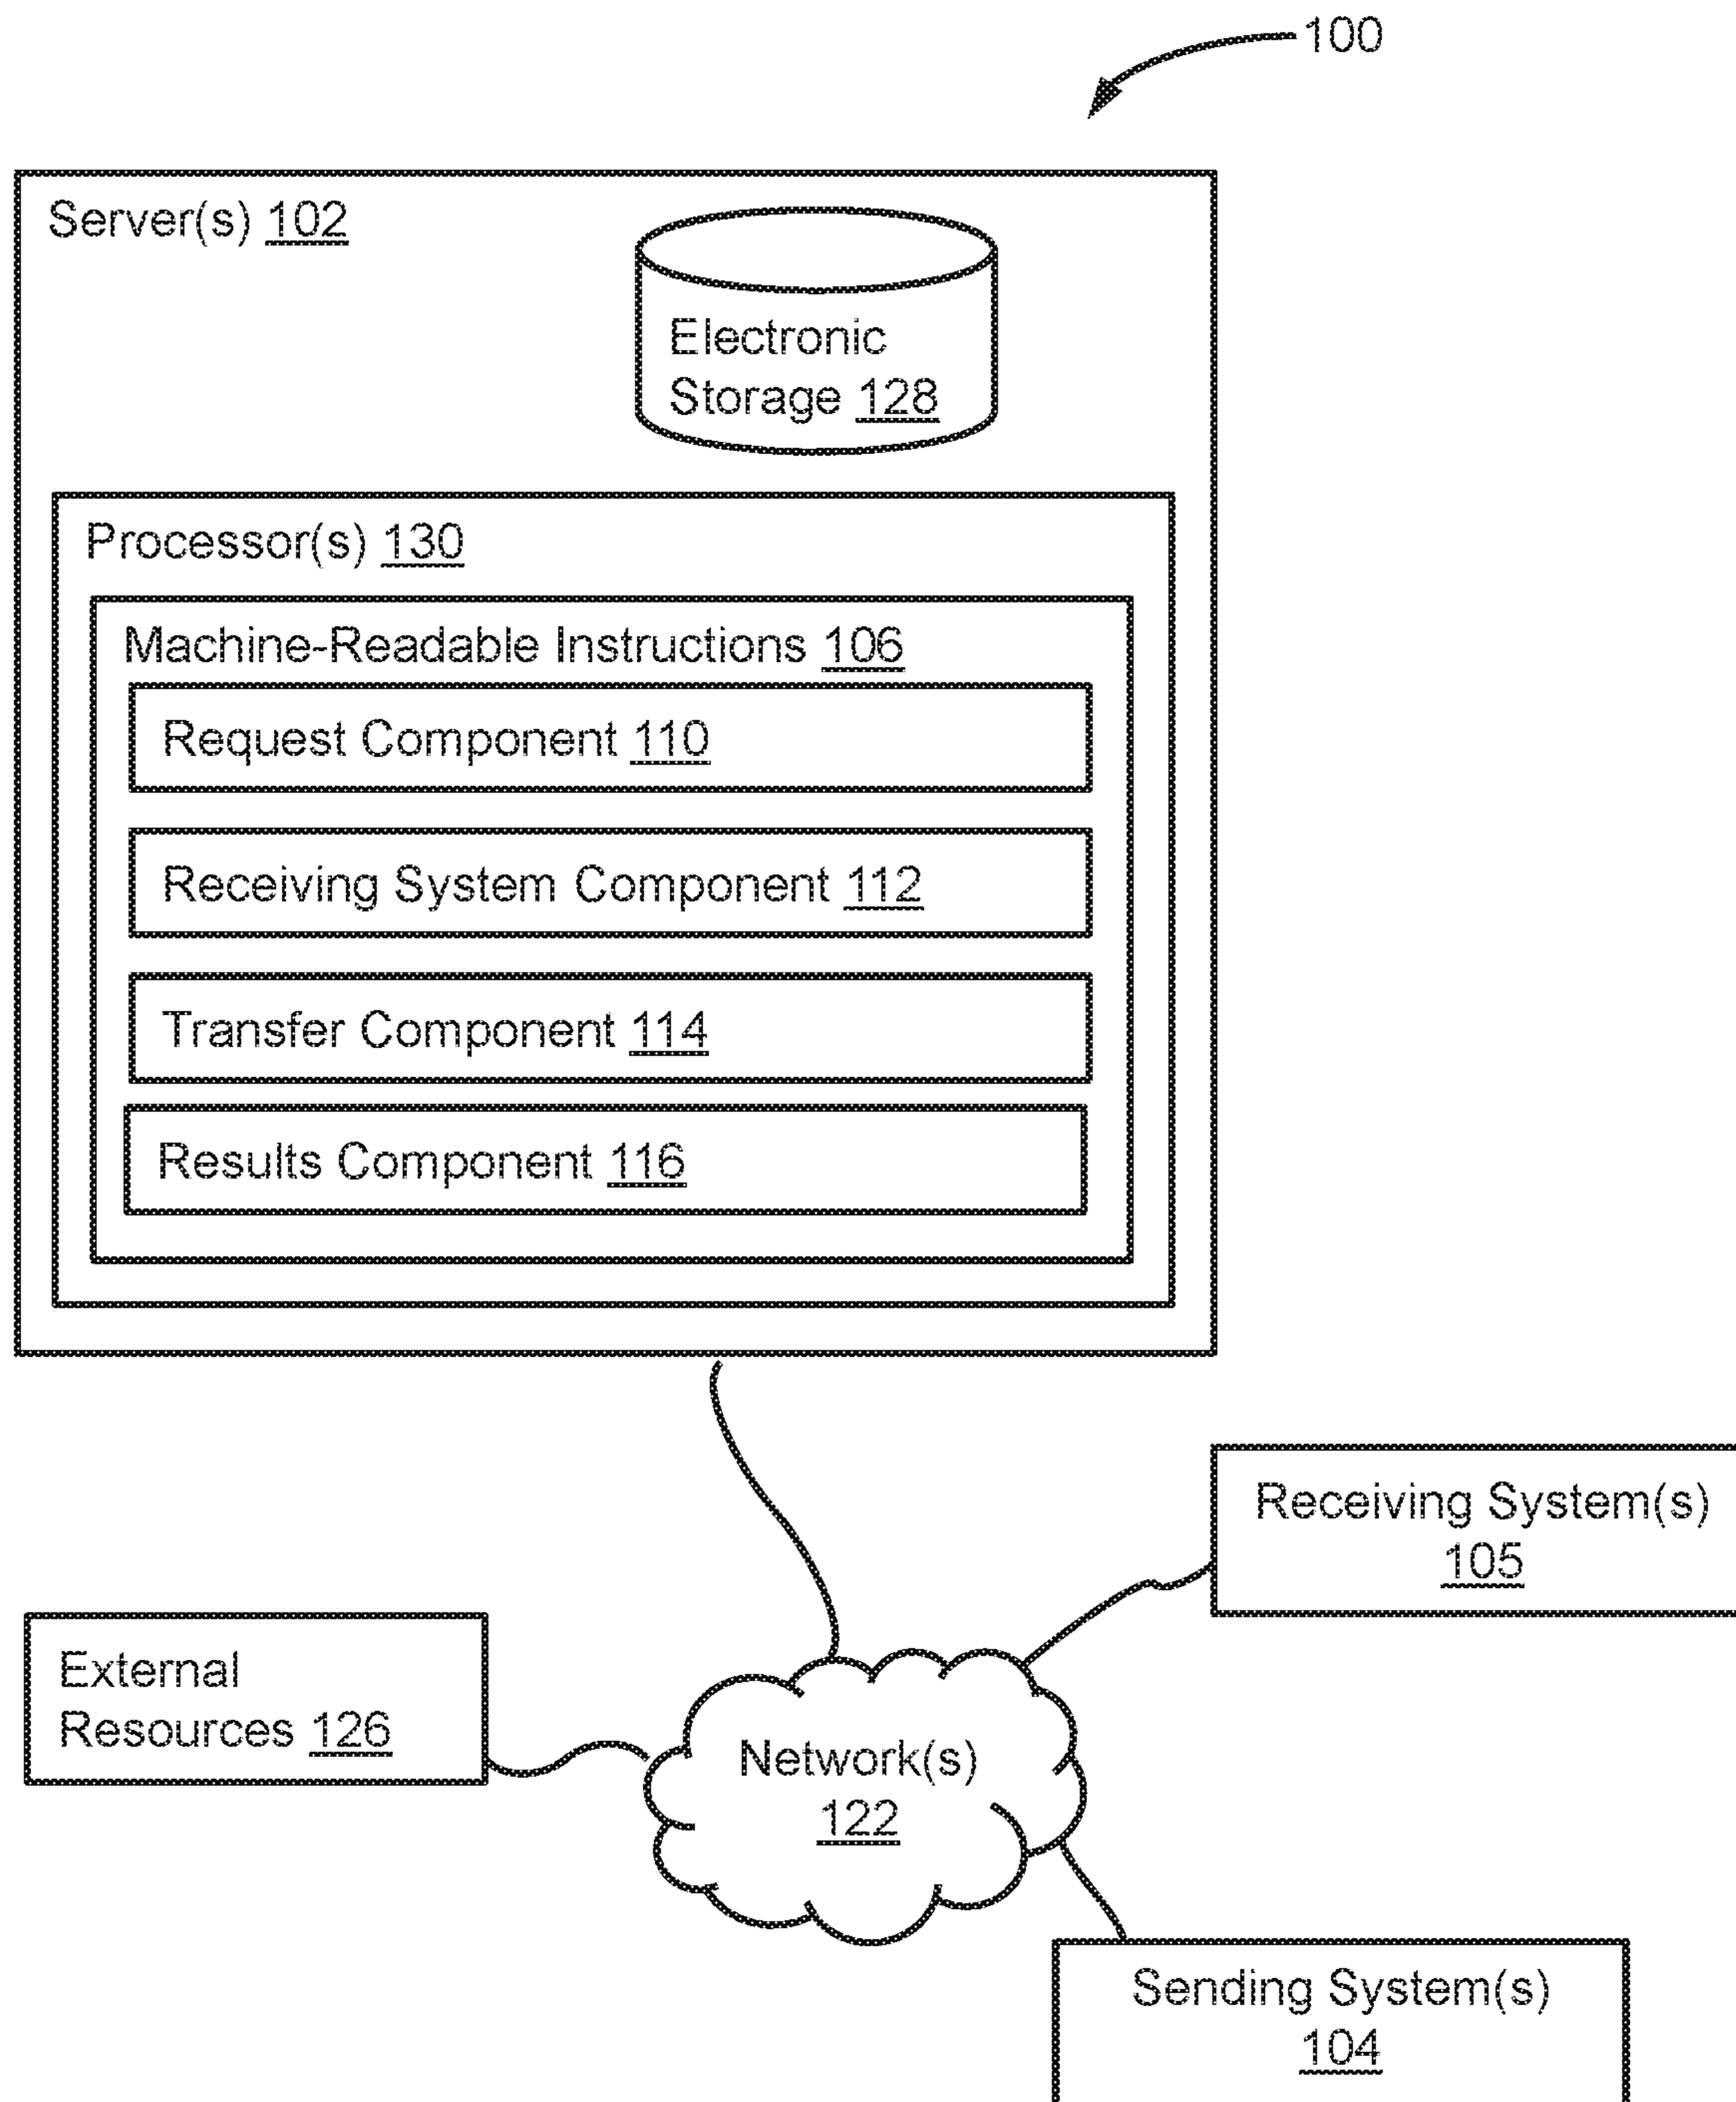 100
Server(s) 102
Electronic
Storage 128
Processor(s) 130
Machine-Readable Instructions 106
Request Component 110
Receiving System Component 112
Transfer Component 114
Results Component 116
Receiving System(s)
105
External
Resources 126
Network(s)
122
Sending System(s)
104